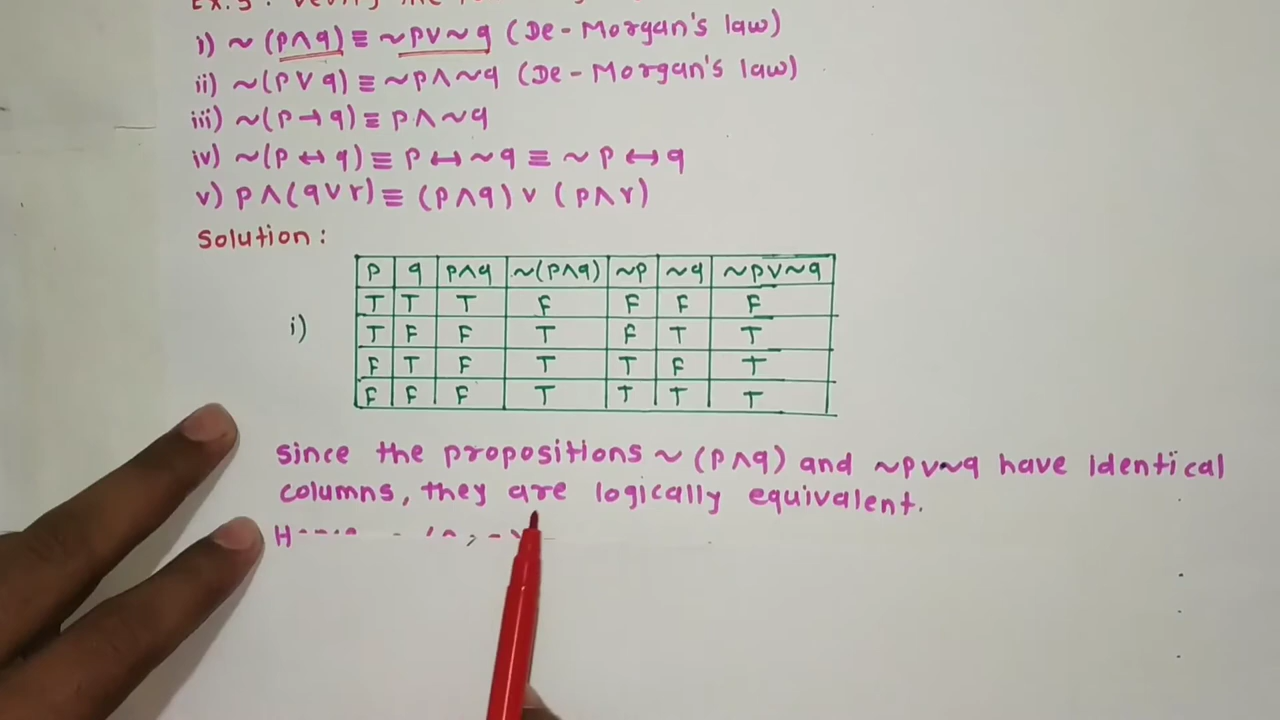 i) ~ (p∧q) ≡ ~p∨~q (De-Morgan's law)
ii) ~(p∨q) ≡ ~p∧~q (De-Morgan's law)
iii) ~(p→q) ≡ p∧~q
iv) ~(p↔q) ≡ p↔~q ≡ ~p↔q
v) p∧(q∨r) ≡ (p∧q) ∨ (p∧r)
Solution:
p q p∧q ~(p∧q) ~p ~q ~p∨~q
T T T F F F F
i)
T F F T F T T
F T F T T F T
F F F T T T T
since the propositions ~ (p∧q) and ~p∨~q have identical
columns, they are logically equivalent.